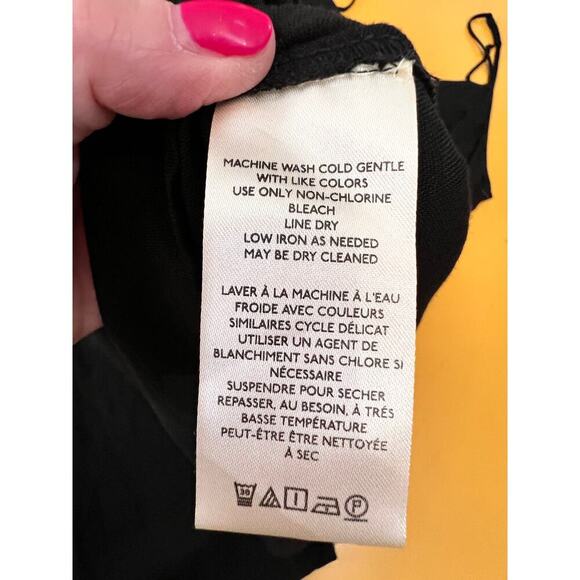 MACHINE WASH COLD GENTLE
WITH LIKE COLORS
USE ONLY NON-CHLORINE
BLEACH
LINE DRY
LOW IRON AS NEEDED
MAY BE DRY CLEANED
LAVER À LA MACHINE À L'EAU
FROIDE AVEC COULEURS
SIMILAIRES CYCLE DÉLICAT
UTILISER UN AGENT DE
BLANCHIMENT SANS CHLORE SI
NÉCESSAIRE
SUSPENDRE POUR SECHER
REPASSER, AU BESOIN, À TRÉS
BASSE TEMPÉRATURE
PEUT-ÉTRE ÊTRE NETTOYÉE
À SEC
30 P